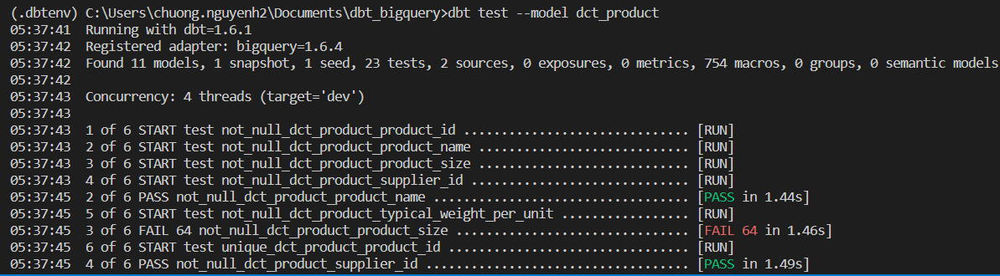 (.dbtenv) C:\Users\chuong.nguyenh2\Documents\dbt_bigquery>dbt test --model dct_product
05:37:41  Running with dbt=1.6.1
05:37:42  Registered adapter: bigquery=1.6.4
05:37:42  Found 11 models, 1 snapshot, 1 seed, 23 tests, 2 sources, 0 exposures, 0 metrics, 754 macros, 0 groups, 0 semantic models
05:37:42
05:37:43  Concurrency: 4 threads (target='dev')
05:37:43
05:37:43  1 of 6 START test not_null_dct_product_product_id .............................. [RUN]
05:37:43  2 of 6 START test not_null_dct_product_product_name ............................ [RUN]
05:37:43  3 of 6 START test not_null_dct_product_product_size ............................ [RUN]
05:37:43  4 of 6 START test not_null_dct_product_supplier_id ............................. [RUN]
05:37:45  2 of 6 PASS not_null_dct_product_product_name .................................. [PASS in 1.44s]
05:37:45  5 of 6 START test not_null_dct_product_typical_weight_per_unit ................. [RUN]
05:37:45  3 of 6 FAIL 64 not_null_dct_product_product_size ............................... [FAIL 64 in 1.46s]
05:37:45  6 of 6 START test unique_dct_product_product_id ................................ [RUN]
05:37:45  4 of 6 PASS not_null_dct_product_supplier_id ................................... [PASS in 1.49s]